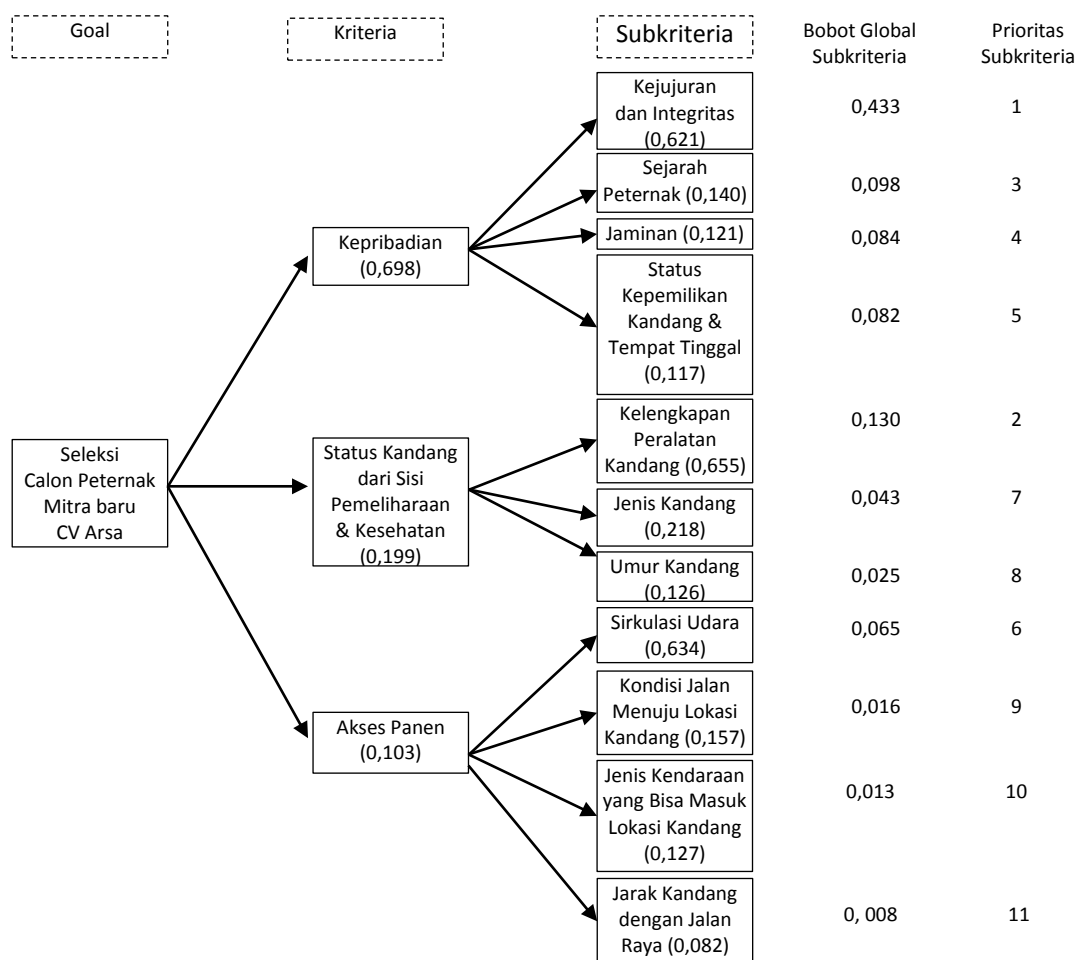 Goal
Kriteria
Subkriteria
Bobot Global
Subkriteria
Prioritas
Subkriteria
Kejujuran
dan Integritas
(0,621)
0,433
1
Sejarah
Peternak (0,140)
0,098
3
Jaminan (0,121)
0,084
4
Kepribadian
(0,698)
Status
Kepemilikan
Kandang &
Tempat Tinggal
(0,117)
0,082
5
Kelengkapan
Peralatan
Kandang (0,655)
0,130
2
Seleksi
Calon Peternak
Mitra baru
CV Arsa
Status Kandang
dari Sisi
Pemeliharaan
& Kesehatan
(0,199)
Jenis Kandang
(0,218)
0,043
7
Umur Kandang
(0,126)
0,025
8
Sirkulasi Udara
(0,634)
0,065
6
Kondisi Jalan
Menuju Lokasi
Kandang (0,157)
0,016
9
Akses Panen
(0,103)
Jenis Kendaraan
yang Bisa Masuk
Lokasi Kandang
(0,127)
0,013
10
Jarak Kandang
dengan Jalan
Raya (0,082)
0, 008
11